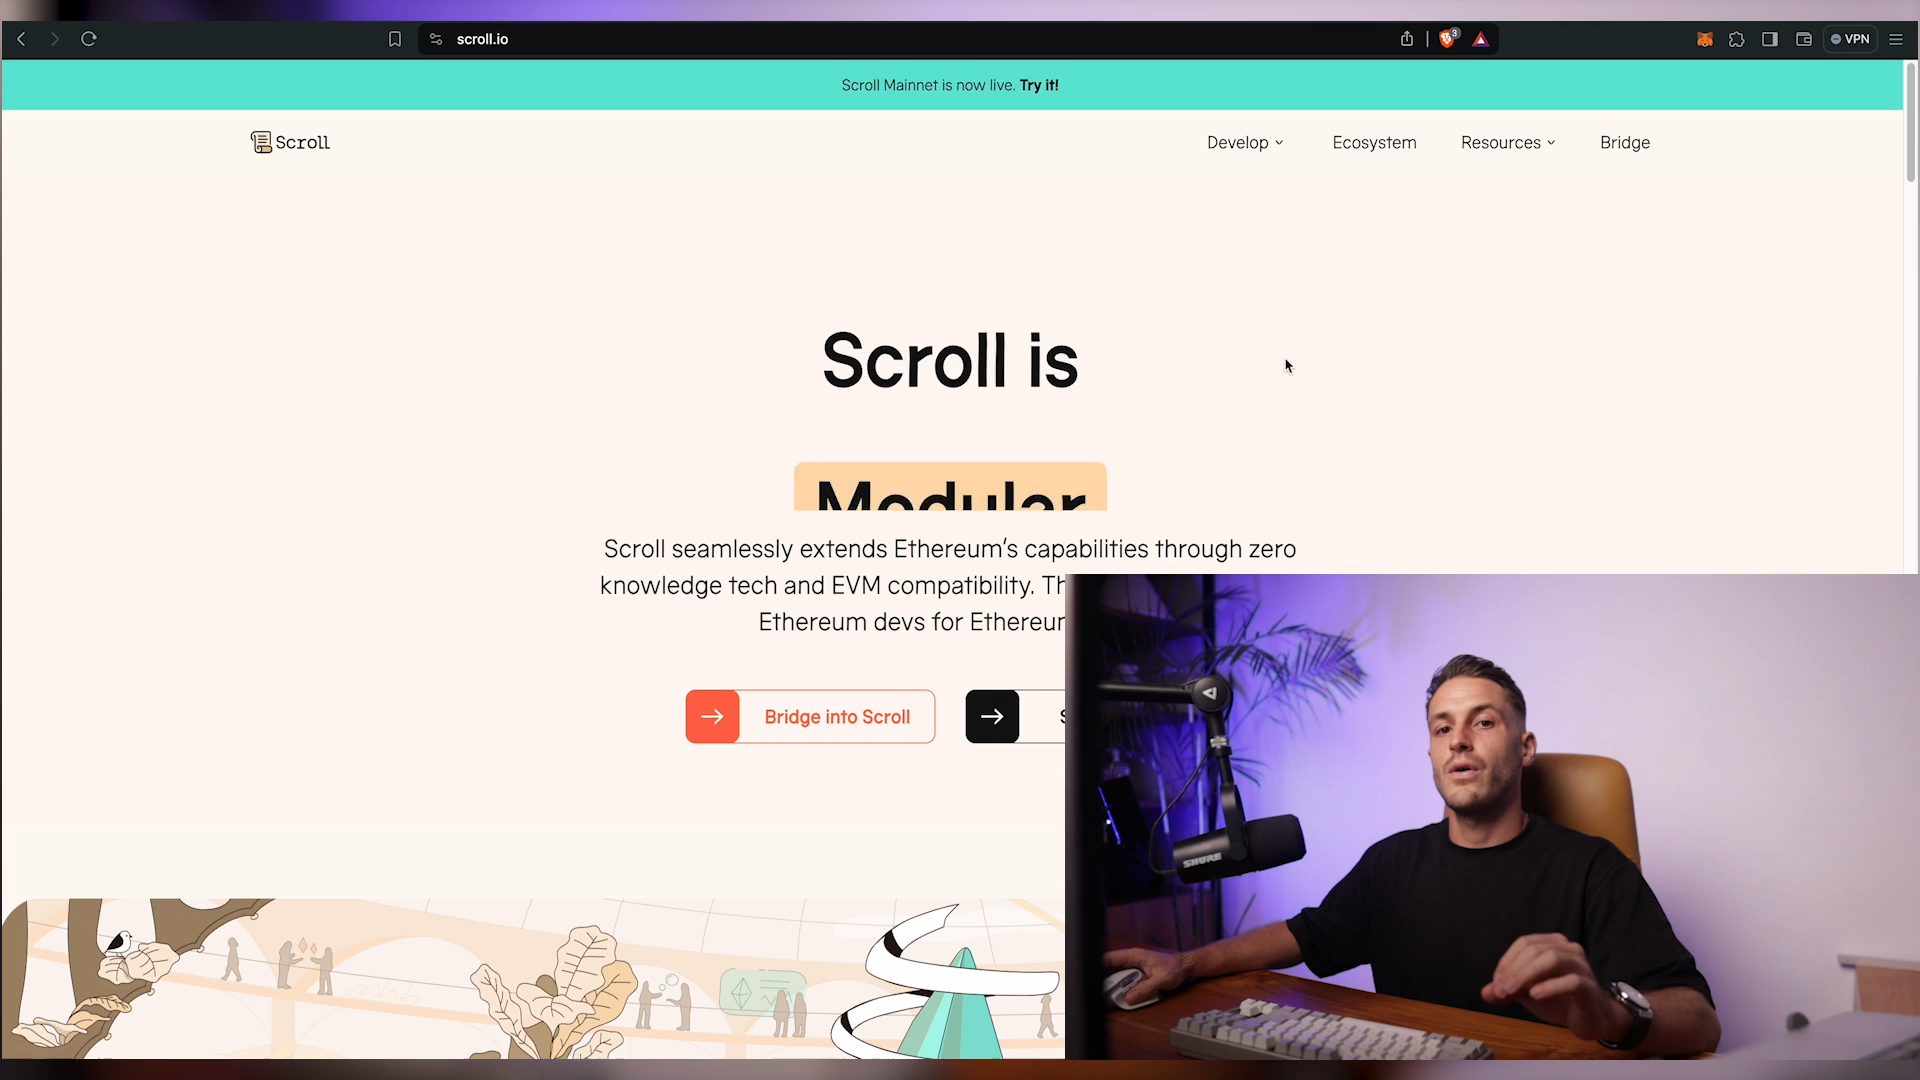 scroll.io
3
VPN
Scroll Mainnet is now live. Try it!
Scroll
Develop
Ecosystem
Resources
Bridge
Scroll is
Modular
Scroll seamlessly extends Ethereum's capabilities through zero
knowledge tech and EVM compatibility.
Ethereum devs for
Bridge into Scroll
SHURE